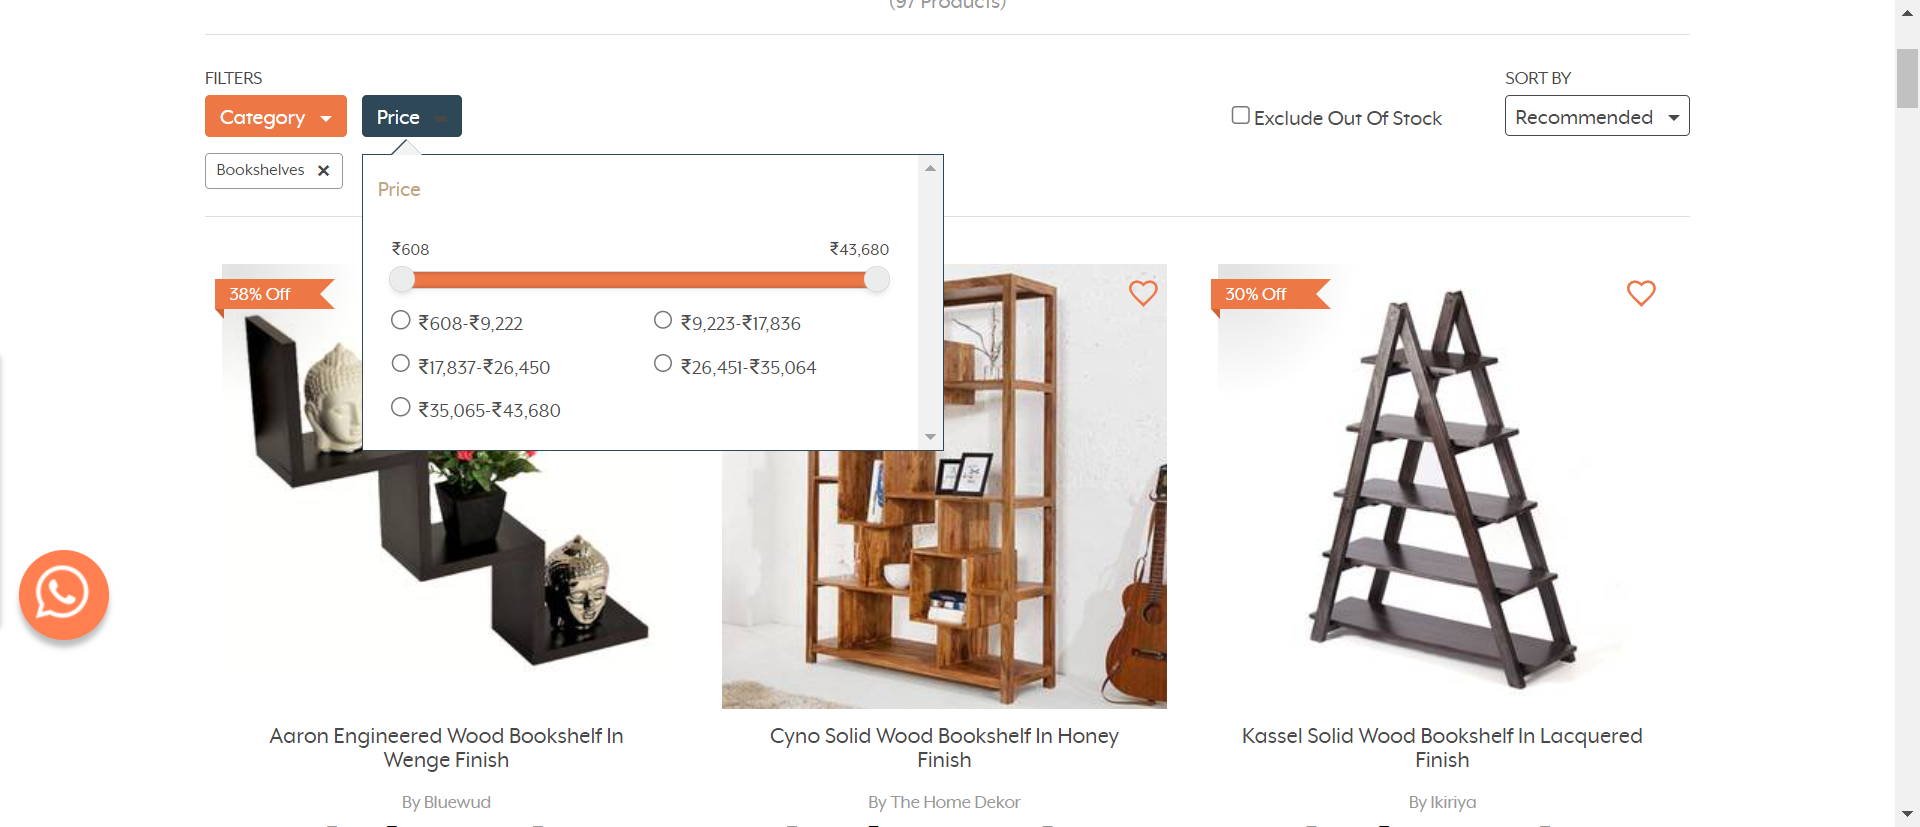 (97 Products)
FILTERS
SORT BY
Category
Price
Exclude Out Of Stock
Recommended
Bookshelves ✕
Price
₹608
₹43,680
₹608-₹9,222
₹9,223-₹17,836
₹17,837-₹26,450
₹26,451-₹35,064
₹35,065-₹43,680
38% Off
30% Off
Aaron Engineered Wood Bookshelf In
Wenge Finish
By Bluewud
Cyno Solid Wood Bookshelf In Honey
Finish
By The Home Dekor
Kassel Solid Wood Bookshelf In Lacquered
Finish
By Ikiriya